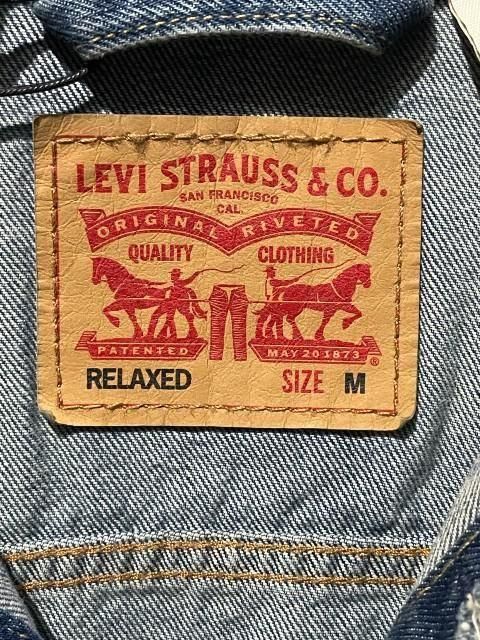 LEVI STRAUSS & CO.
SAN FRANCISCO
CAL.
ORIGINAL RIVETED
QUALITY CLOTHING
PATENTED MAY 20 1873 ®
RELAXED SIZE M